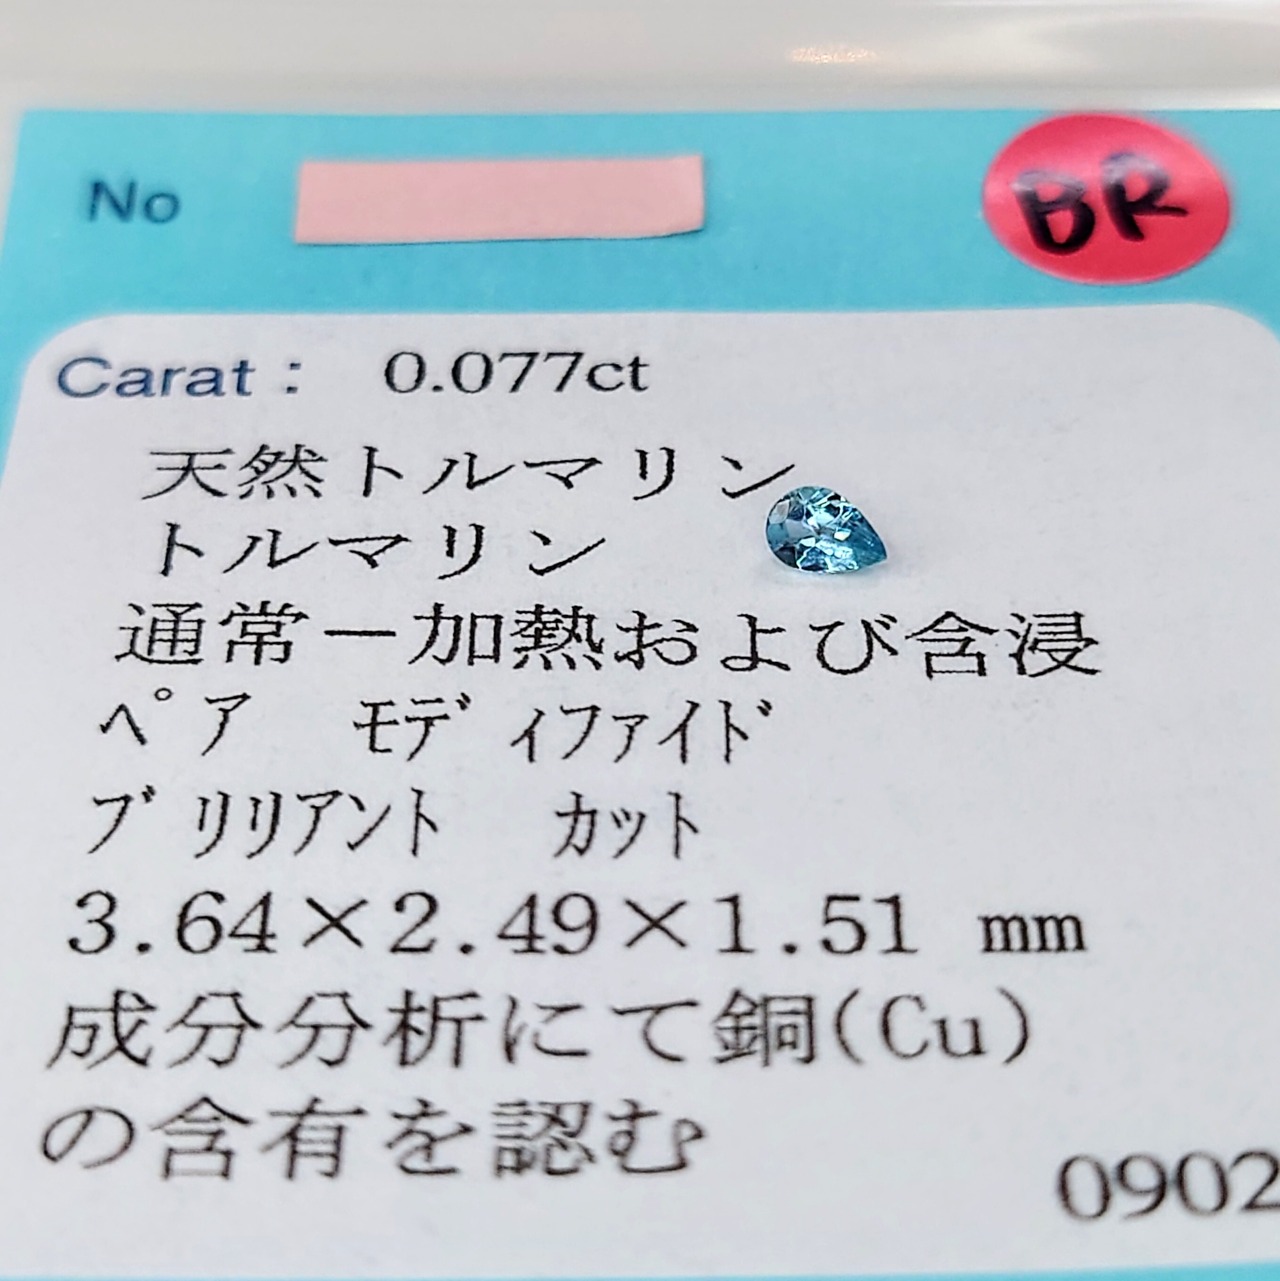 No
BR
Carat : 0.077ct
天然トルマリン
トルマリン
通常－加熱および含浸
ﾍﾟｱ ﾓﾃﾞｨﾌｧｲﾄﾞ
ﾌﾞﾘﾘｱﾝﾄ ｶｯﾄ
3.64×2.49×1.51 mm
成分分析にて銅(Cu)
の含有を認む
0902